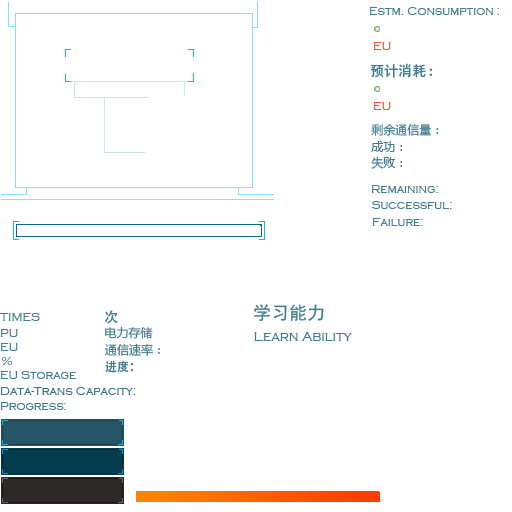 ESTM. CONSUMPTION :
EU
预计消耗 :
EU
剩余通信量 :
成功 :
失败 :
REMAINING:
SUCCESSFUL:
FAILURE:
学习能力
LEARN ABILITY
TIMES
PU
EU
%
EU STORAGE
DATA-TRANS CAPACITY:
PROGRESS:
次
电力存储
通信速率 :
进度: